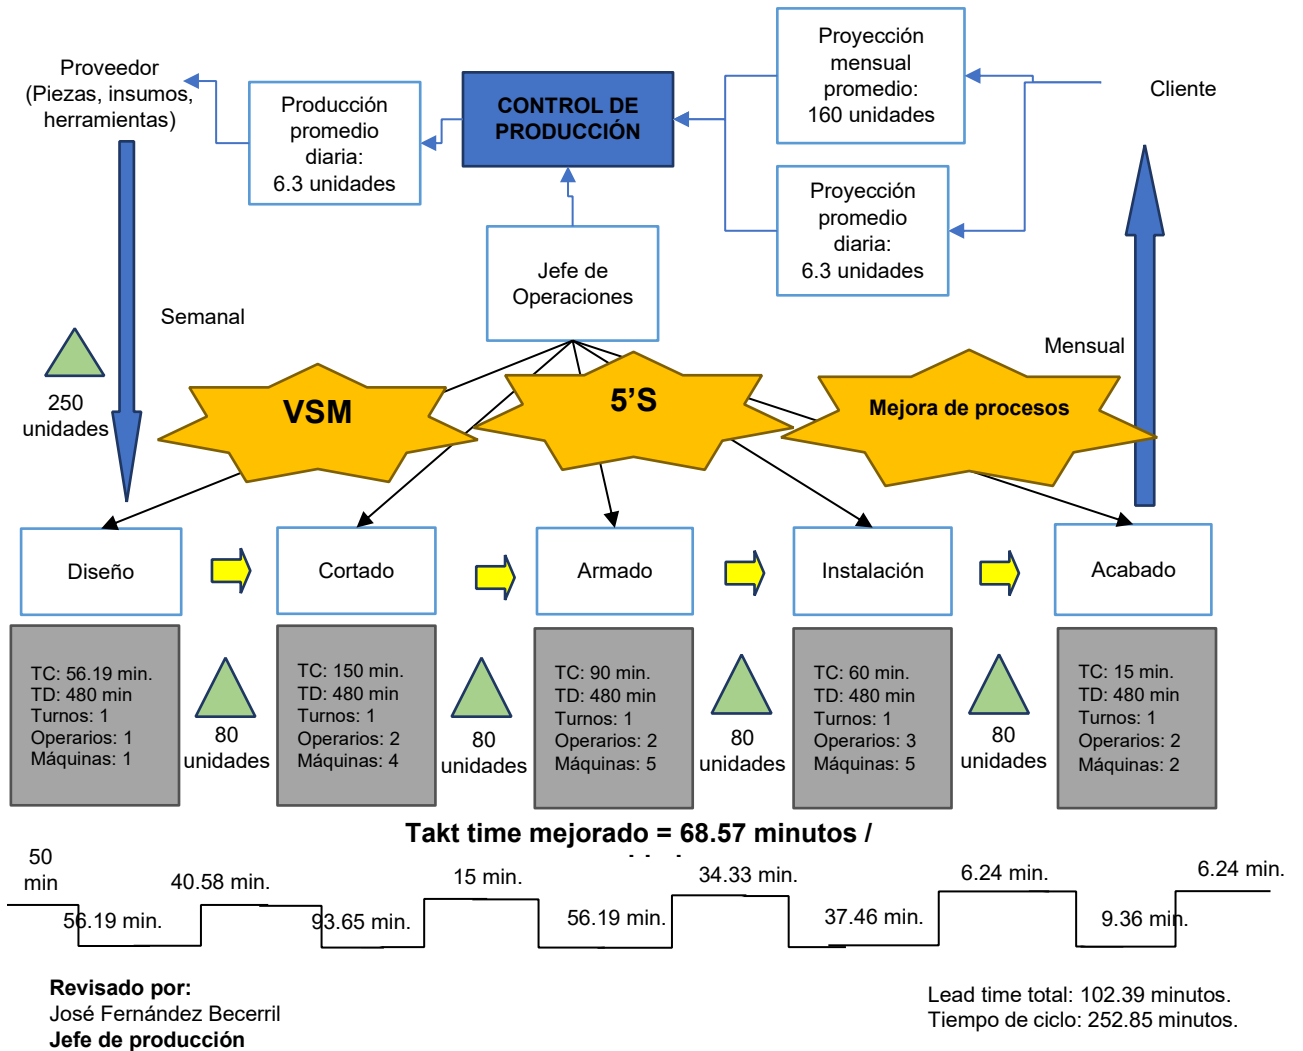 Proveedor
(Piezas, insumos,
herramientas)
Producción
promedio
diaria:
6.3 unidades
CONTROL DE
PRODUCCIÓN
Proyección
mensual
promedio:
160 unidades
Cliente
Proyección
promedio
diaria:
6.3 unidades
Jefe de
Operaciones
Semanal
Mensual
250
unidades
VSM
5'S
Mejora de procesos
Diseño
Cortado
Armado
Instalación
Acabado
TC: 56.19 min.
TD: 480 min
Turnos: 1
Operarios: 1
Máquinas: 1
80
unidades
TC: 150 min.
TD: 480 min
Turnos: 1
Operarios: 2
Máquinas: 4
80
unidades
TC: 90 min.
TD: 480 min
Turnos: 1
Operarios: 2
Máquinas: 5
80
unidades
TC: 60 min.
TD: 480 min
Turnos: 1
Operarios: 3
Máquinas: 5
80
unidades
TC: 15 min.
TD: 480 min
Turnos: 1
Operarios: 2
Máquinas: 2
Takt time mejorado = 68.57 minutos /
50
min
56.19 min.
40.58 min.
93.65 min.
15 min.
56.19 min.
34.33 min.
37.46 min.
6.24 min.
9.36 min.
6.24 min.
Revisado por:
José Fernández Becerril
Jefe de producción
Lead time total: 102.39 minutos.
Tiempo de ciclo: 252.85 minutos.